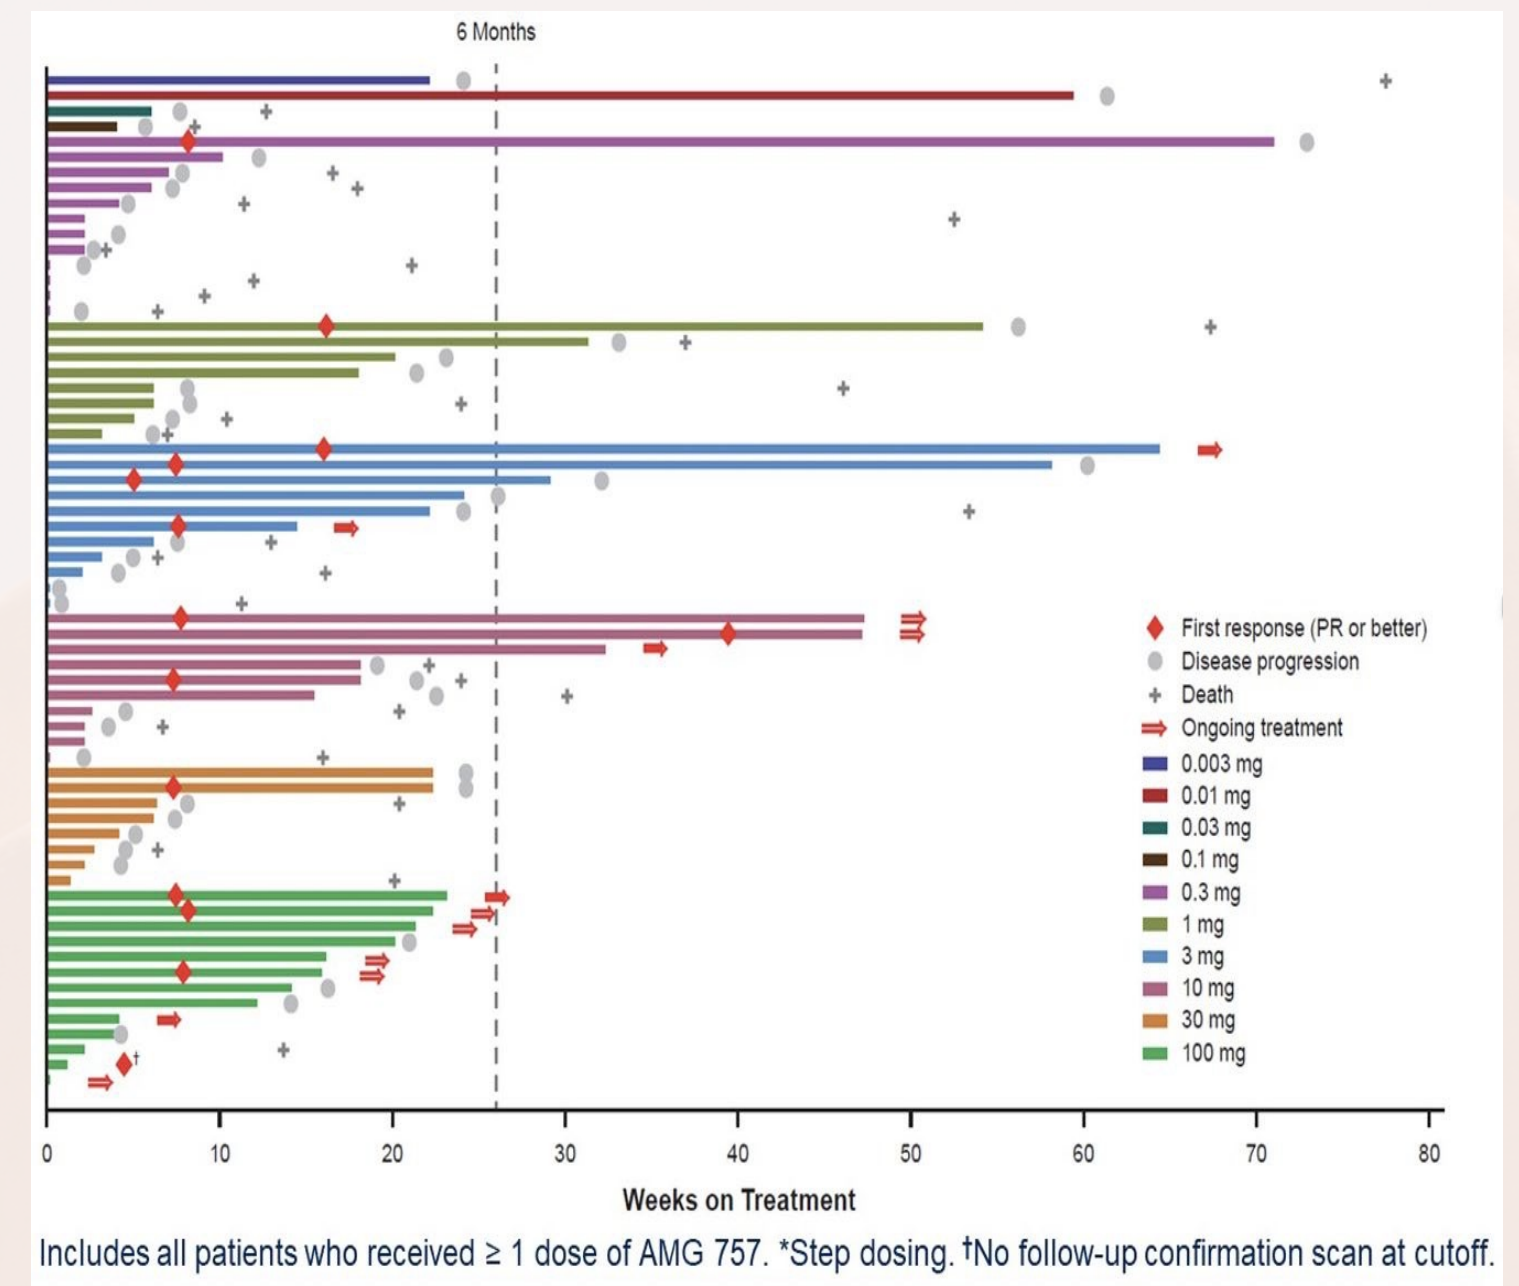 6 Months
First response (PR or better)
Disease progression
Death
Ongoing treatment
0.003 mg
0.01 mg
0.03 mg
0.1 mg
0.3 mg
1 mg
3 mg
10 mg
30 mg
100 mg
†
0 10 20 30 40 50 60 70 80
Weeks on Treatment
Includes all patients who received ≥ 1 dose of AMG 757. *Step dosing. †No follow-up confirmation scan at cutoff.